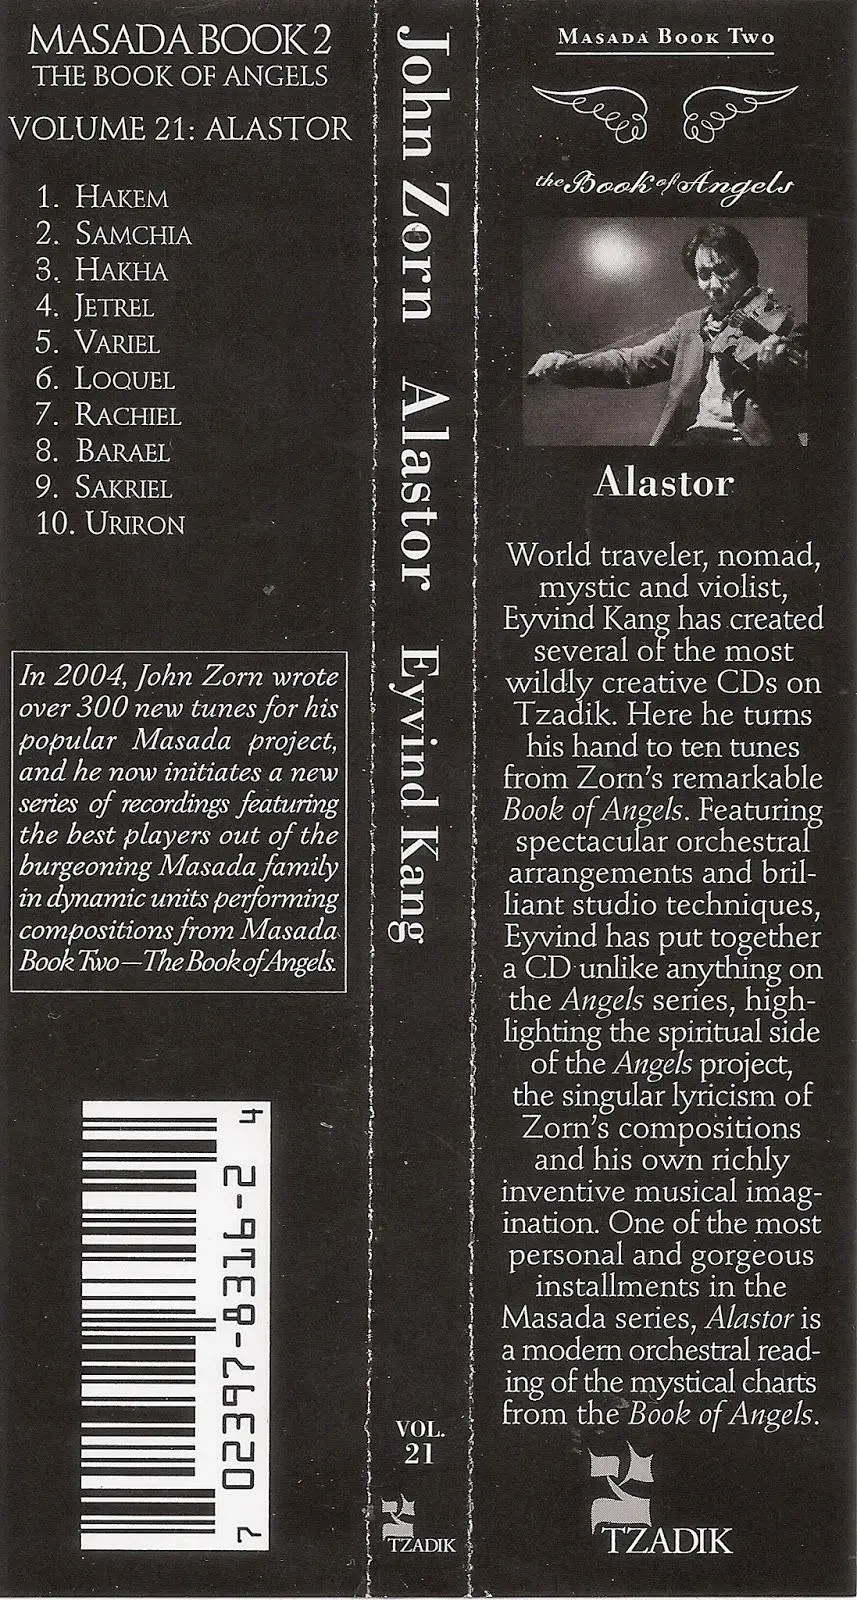 MASADA BOOK 2
THE BOOK OF ANGELS
VOLUME 21: ALASTOR
1. HAKEM
2. SAMCHIA
3. HAKHA
4. JETREL
5. VARIEL
6. LOQUEL
7. RACHIEL
8. BARAEL
9. SAKRIEL
10. URIRON
In 2004, John Zorn wrote
over 300 new tunes for his
popular Masada project,
and he now initiates a new
series of recordings featuring
the best players out of the
burgeoning Masada family
in dynamic units performing
compositions from Masada
Book Two—The Book of Angels.
7 02397-8316-2 4
John Zorn Alastor Eyvind Kang
VOL.
21
TZADIK
MASADA BOOK TWO
the Book of Angels
Alastor
World traveler, nomad,
mystic and violist,
Eyvind Kang has created
several of the most
wildly creative CDs on
Tzadik. Here he turns
his hand to ten tunes
from Zorn's remarkable
Book of Angels. Featuring
spectacular orchestral
arrangements and bril-
liant studio techniques,
Eyvind has put together
a CD unlike anything on
the Angels series, high-
lighting the spiritual side
of the Angels project,
the singular lyricism of
Zorn's compositions
and his own richly
inventive musical imag-
ination. One of the most
personal and gorgeous
installments in the
Masada series, Alastor is
a modern orchestral read-
ing of the mystical charts
from the Book of Angels.
TZADIK